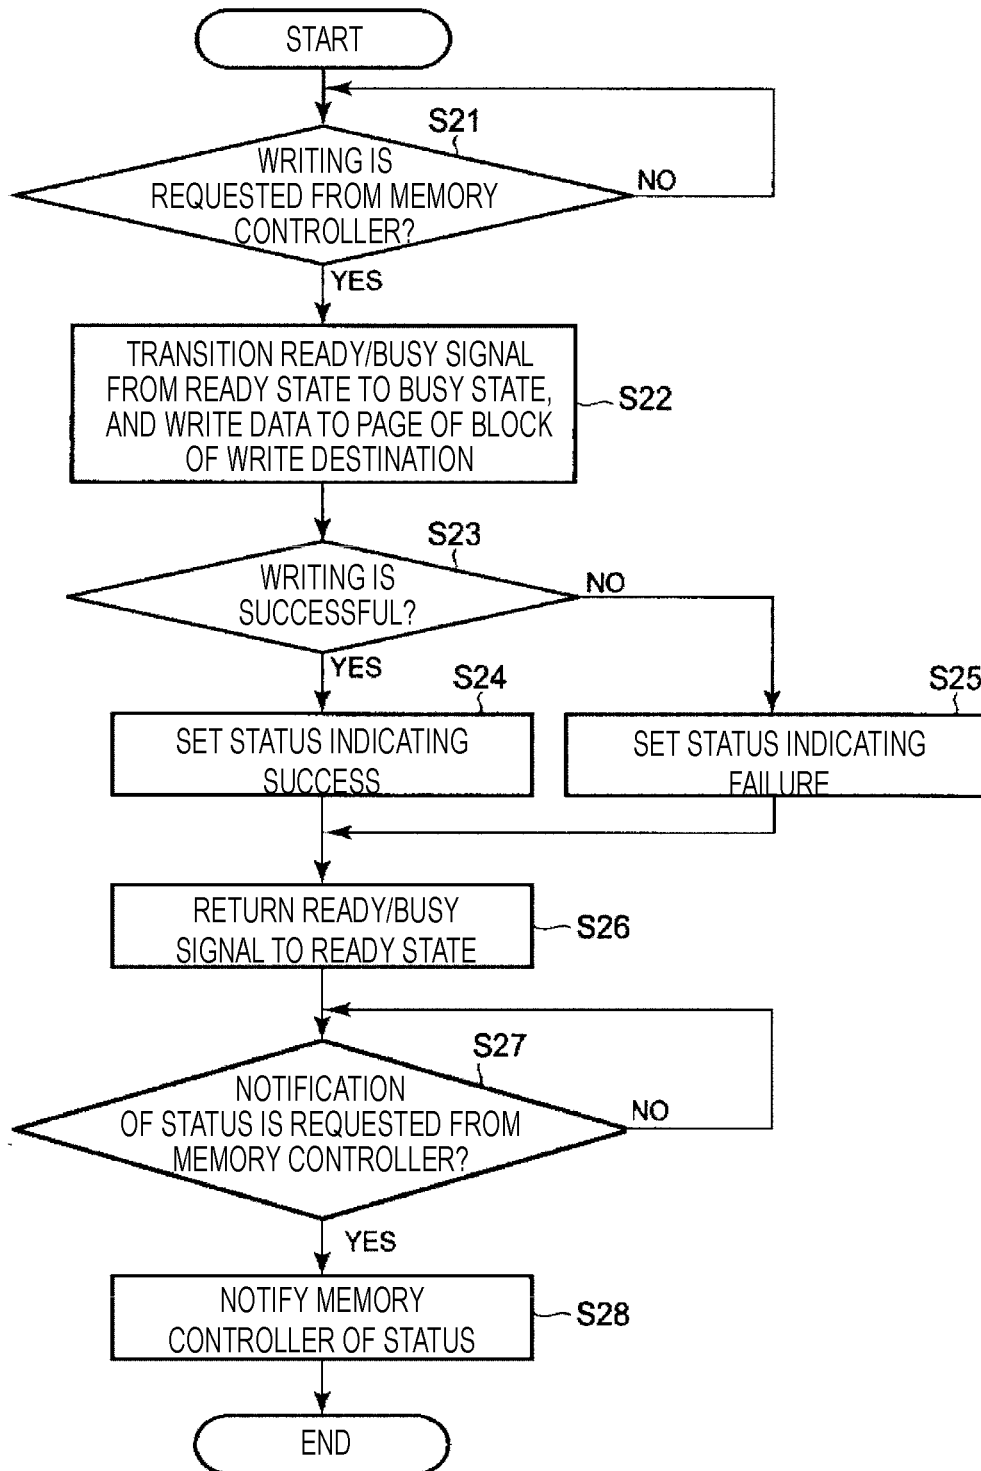 START
S21
WRITING IS
REQUESTED FROM MEMORY
CONTROLLER?
NO
YES
TRANSITION READY/BUSY SIGNAL
FROM READY STATE TO BUSY STATE,
AND WRITE DATA TO PAGE OF BLOCK
OF WRITE DESTINATION
S22
S23
WRITING IS
SUCCESSFUL?
NO
YES
S24
SET STATUS INDICATING
SUCCESS
S25
SET STATUS INDICATING
FAILURE
RETURN READY/BUSY
SIGNAL TO READY STATE
S26
S27
NOTIFICATION
OF STATUS IS REQUESTED FROM
MEMORY CONTROLLER?
NO
YES
NOTIFY MEMORY
CONTROLLER OF STATUS
S28
END